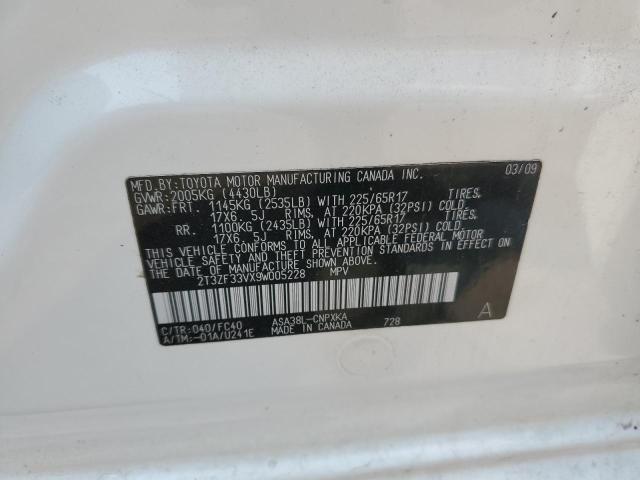 MFD.BY:TOYOTA MOTOR MANUFACTURING CANADA INC. 03/09
GVWR:2005KG (4430LB)
GAWR:FRT. 1145KG (2535LB) WITH 225/65R17 TIRES,
17X6.5J RIMS, AT 220KPA (32PSI) COLD
RR. 1100KG (2435LB) WITH 225/65R17 TIRES,
17X6.5J RIMS, AT 220KPA (32PSI) COLD
THIS VEHICLE CONFORMS TO ALL APPLICABLE FEDERAL MOTOR
VEHICLE SAFETY AND THEFT PREVENTION STANDARDS IN EFFECT ON
THE DATE OF MANUFACTURE SHOWN ABOVE.
2T3ZF33VX9W005228 MPV
C/TR:040/FC40 ASA38L-CNPXKA A
A/TM:-01A/U241E MADE IN CANADA 728